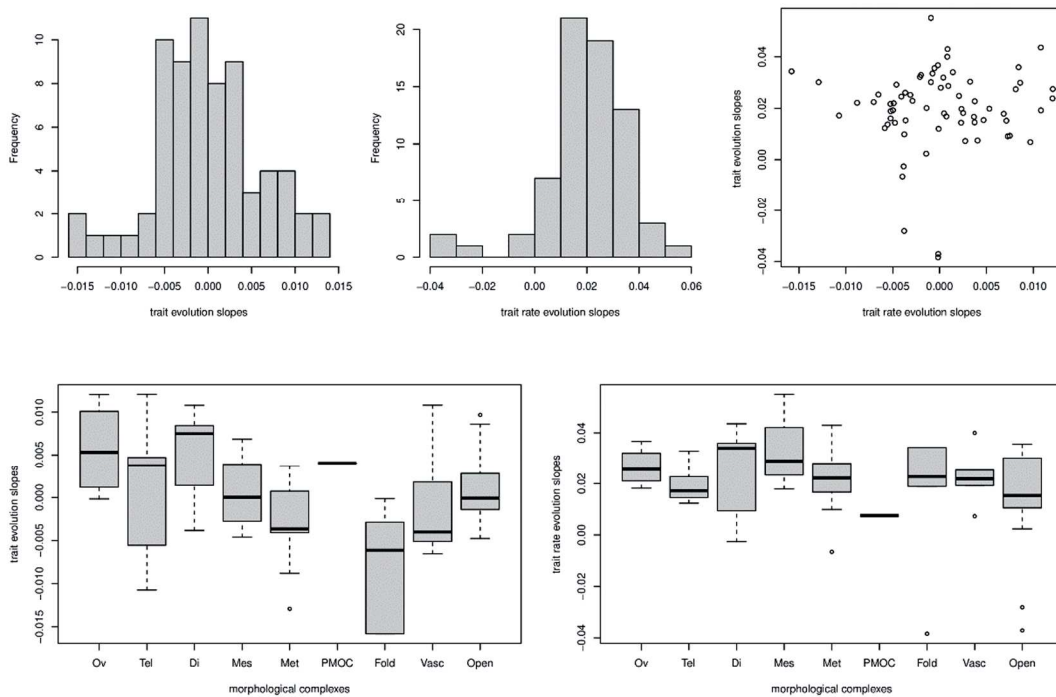 Frequency
10
8
6
4
2
0
−0.015 −0.010 −0.005 0.000 0.005 0.010 0.015
trait evolution slopes
Frequency
20
15
10
5
0
−0.04 −0.02 0.00 0.02 0.04 0.06
trait rate evolution slopes
trait evolution slopes
0.04
0.02
0.00
−0.02
−0.04
−0.015 −0.010 −0.005 0.000 0.005 0.010
trait rate evolution slopes
trait evolution slopes
0.010
0.005
0.000
−0.005
−0.010
−0.015
Ov Tel Di Mes Met PMOC Fold Vasc Open
morphological complexes
trait rate evolution slopes
0.04
0.02
0.00
−0.02
−0.04
Ov Tel Di Mes Met PMOC Fold Vasc Open
morphological complexes